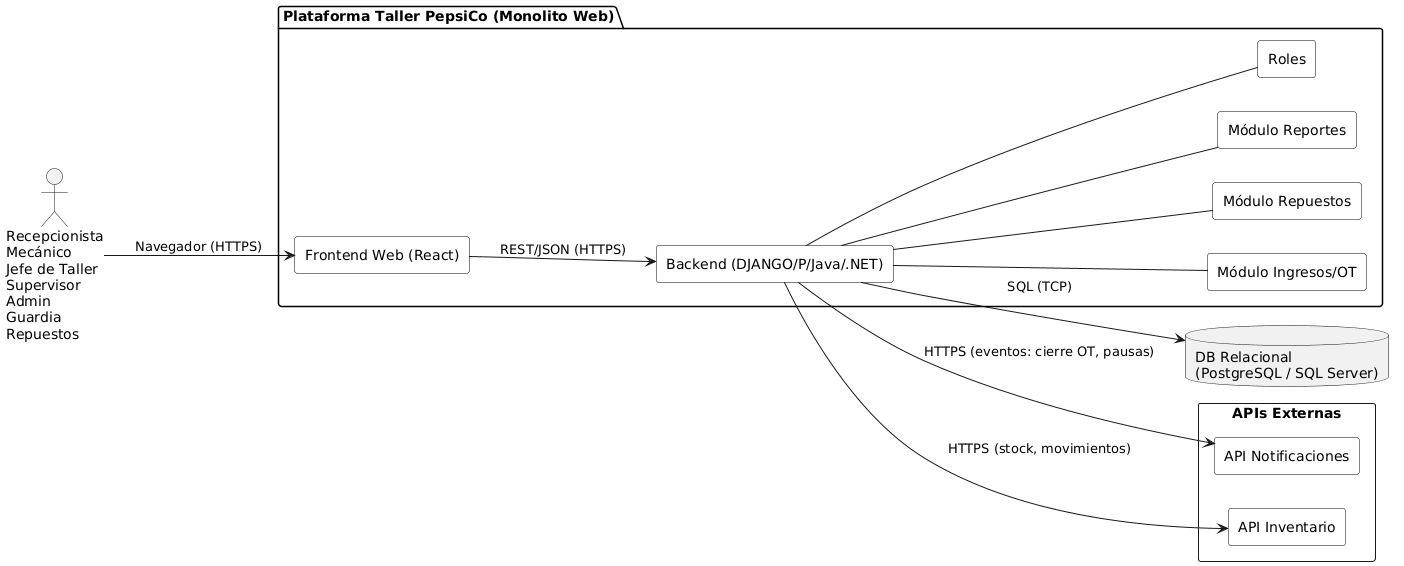 Plataforma Taller PepsiCo (Monolito Web)
Roles
Módulo Reportes
Módulo Repuestos
Recepcionista
Mecánico
Jefe de Taller
Supervisor
Admin
Guardia
Repuestos
Navegador (HTTPS)
Frontend Web (React)
REST/JSON (HTTPS)
Backend (DJANGO/P/Java/.NET)
Módulo Ingresos/OT
SQL (TCP)
DB Relacional
(PostgreSQL / SQL Server)
HTTPS (eventos: cierre OT, pausas)
APIs Externas
HTTPS (stock, movimientos)
API Notificaciones
API Inventario